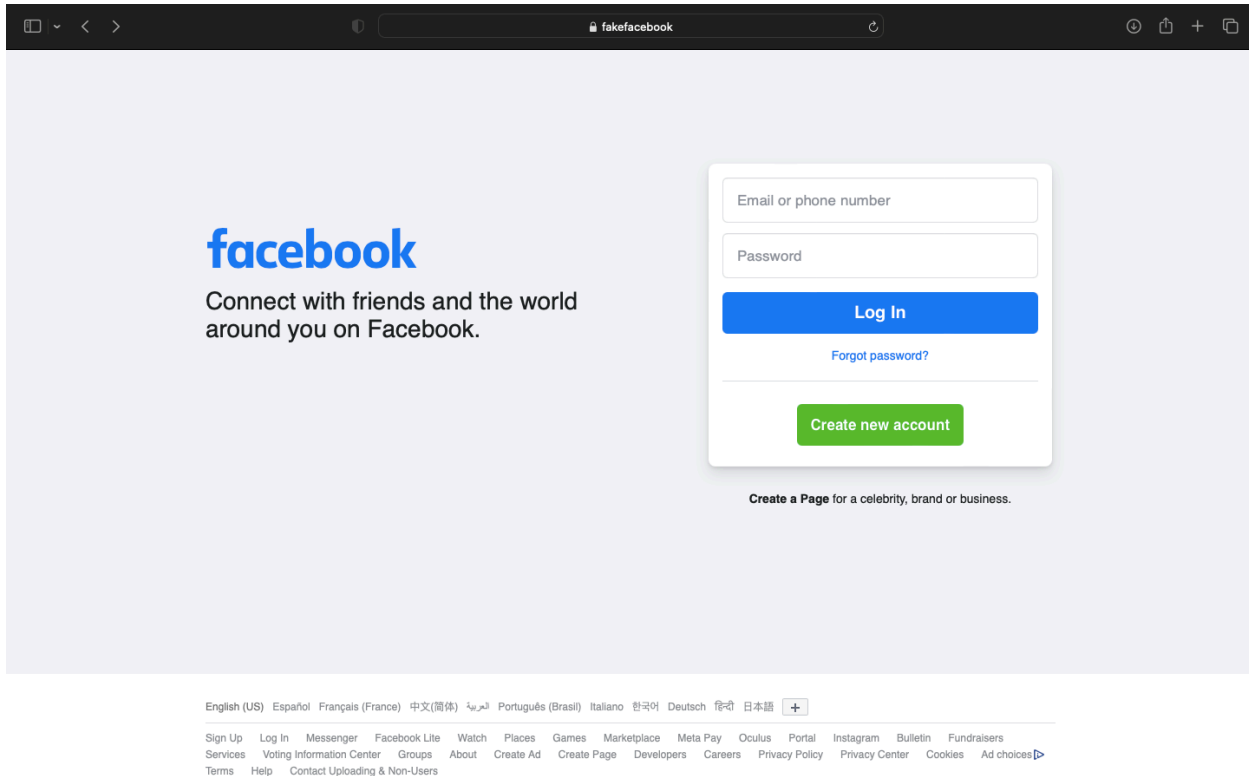 fakefacebook
facebook
Connect with friends and the world
around you on Facebook.
Email or phone number
Password
Log In
Forgot password?
Create new account
Create a Page for a celebrity, brand or business.
English (US) Español Français (France) 中文(简体) العربية Português (Brasil) Italiano 한국어 Deutsch हिन्दी 日本語 +
Sign Up Log In Messenger Facebook Lite Watch Places Games Marketplace Meta Pay Oculus Portal Instagram Bulletin Fundraisers
Services Voting Information Center Groups About Create Ad Create Page Developers Careers Privacy Policy Privacy Center Cookies Ad choices
Terms Help Contact Uploading & Non-Users